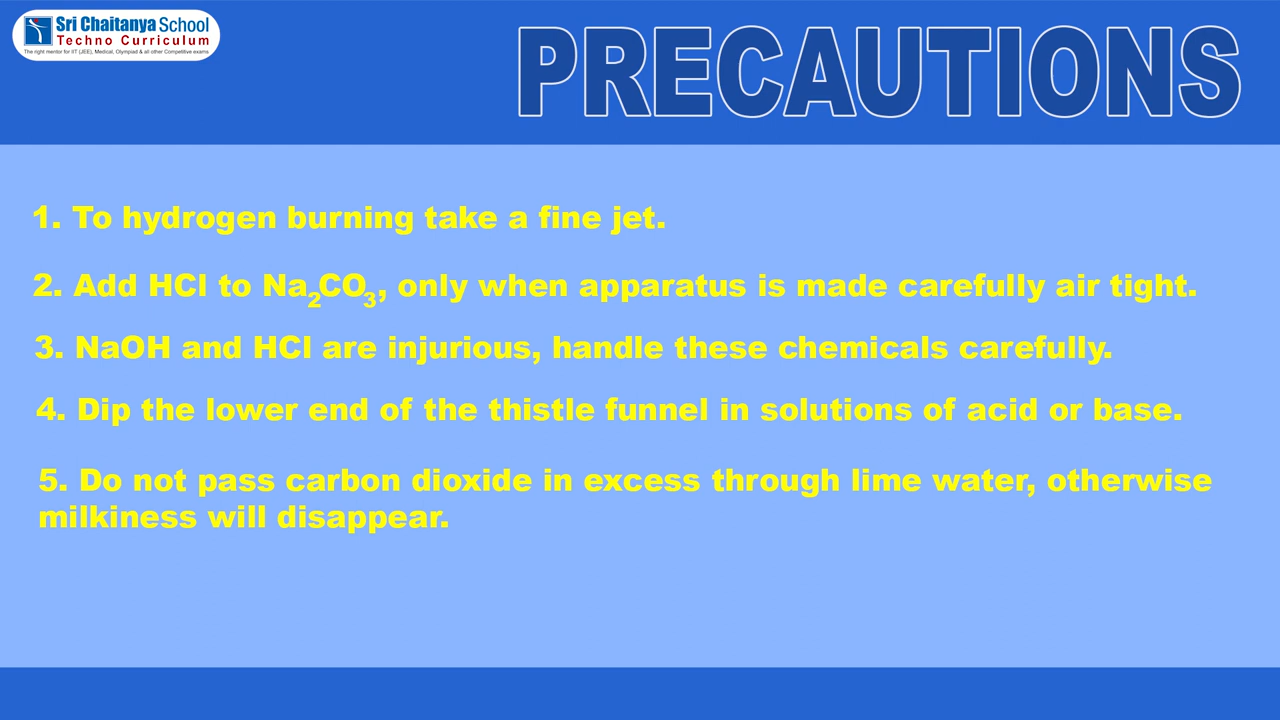 Sri Chaitanya School
Techno Curriculum
The right mentor for IIT (JEE), Medical, Olympiad & all other Competitive exams
PRECAUTIONS
1. To hydrogen burning take a fine jet.
2. Add HCl to Na₂CO₃, only when apparatus is made carefully air tight.
3. NaOH and HCl are injurious, handle these chemicals carefully.
4. Dip the lower end of the thistle funnel in solutions of acid or base.
5. Do not pass carbon dioxide in excess through lime water, otherwise
milkiness will disappear.